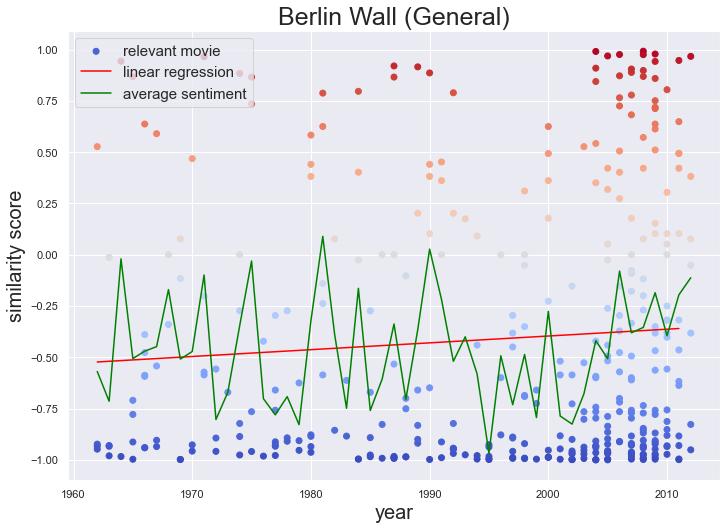 Berlin Wall (General)
relevant movie
linear regression
average sentiment
1.00
0.75
0.50
0.25
0.00
−0.25
−0.50
−0.75
−1.00
similarity score
1960 1970 1980 1990 2000 2010
year